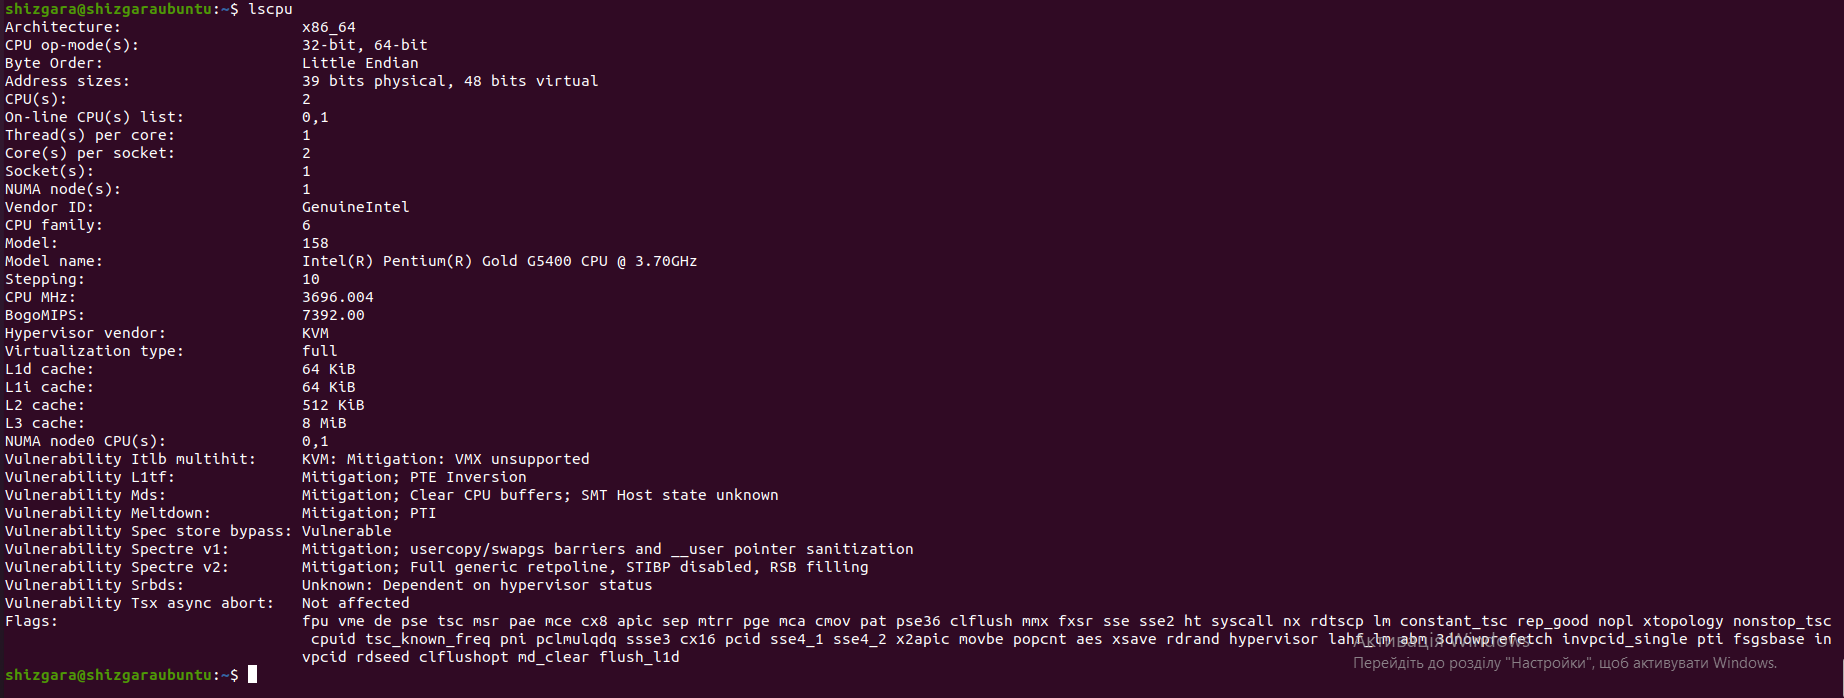 shizgara@shizgaraubuntu:~$ lscpu
Architecture: x86_64
CPU op-mode(s): 32-bit, 64-bit
Byte Order: Little Endian
Address sizes: 39 bits physical, 48 bits virtual
CPU(s): 2
On-line CPU(s) list: 0,1
Thread(s) per core: 1
Core(s) per socket: 2
Socket(s): 1
NUMA node(s): 1
Vendor ID: GenuineIntel
CPU family: 6
Model: 158
Model name: Intel(R) Pentium(R) Gold G5400 CPU @ 3.70GHz
Stepping: 10
CPU MHz: 3696.004
BogoMIPS: 7392.00
Hypervisor vendor: KVM
Virtualization type: full
L1d cache: 64 KiB
L1i cache: 64 KiB
L2 cache: 512 KiB
L3 cache: 8 MiB
NUMA node0 CPU(s): 0,1
Vulnerability Itlb multihit: KVM: Mitigation: VMX unsupported
Vulnerability L1tf: Mitigation; PTE Inversion
Vulnerability Mds: Mitigation; Clear CPU buffers; SMT Host state unknown
Vulnerability Meltdown: Mitigation; PTI
Vulnerability Spec store bypass: Vulnerable
Vulnerability Spectre v1: Mitigation; usercopy/swapgs barriers and __user pointer sanitization
Vulnerability Spectre v2: Mitigation; Full generic retpoline, STIBP disabled, RSB filling
Vulnerability Srbds: Unknown: Dependent on hypervisor status
Vulnerability Tsx async abort: Not affected
Flags: fpu vme de pse tsc msr pae mce cx8 apic sep mtrr pge mca cmov pat pse36 clflush mmx fxsr sse sse2 ht syscall nx rdtscp lm constant_tsc rep_good nopl xtopology nonstop_tsc
cpuid tsc_known_freq pni pclmulqdq ssse3 cx16 pcid sse4_1 sse4_2 x2apic movbe popcnt aes xsave rdrand hypervisor lahf_lm abm 3dnowprefetch invpcid_single pti fsgsbase in
vpcid rdseed clflushopt md_clear flush_l1d
shizgara@shizgaraubuntu:~$
Активація Windows
Перейдіть до розділу "Настройки", щоб активувати Windows.